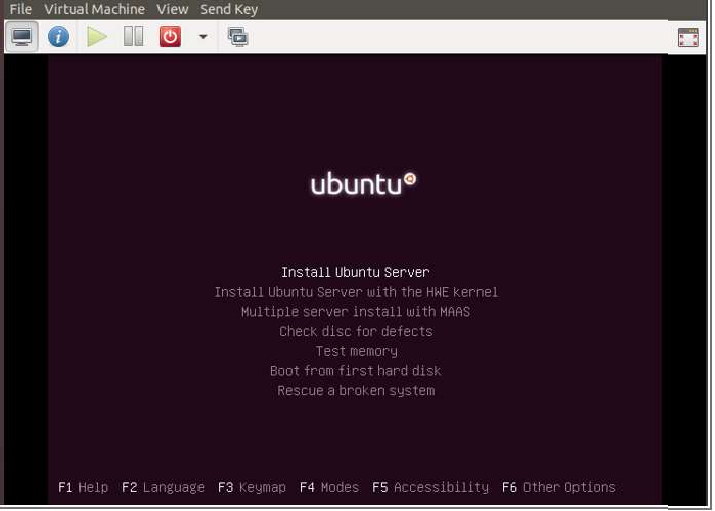 File Virtual Machine View Send Key
ubuntu
Install Ubuntu Server
Install Ubuntu Server with the HWE kernel
Multiple server install with MAAS
Check disc for defects
Test memory
Boot from first hard disk
Rescue a broken system
F1 Help F2 Language F3 Keymap F4 Modes F5 Accessibility F6 Other Options